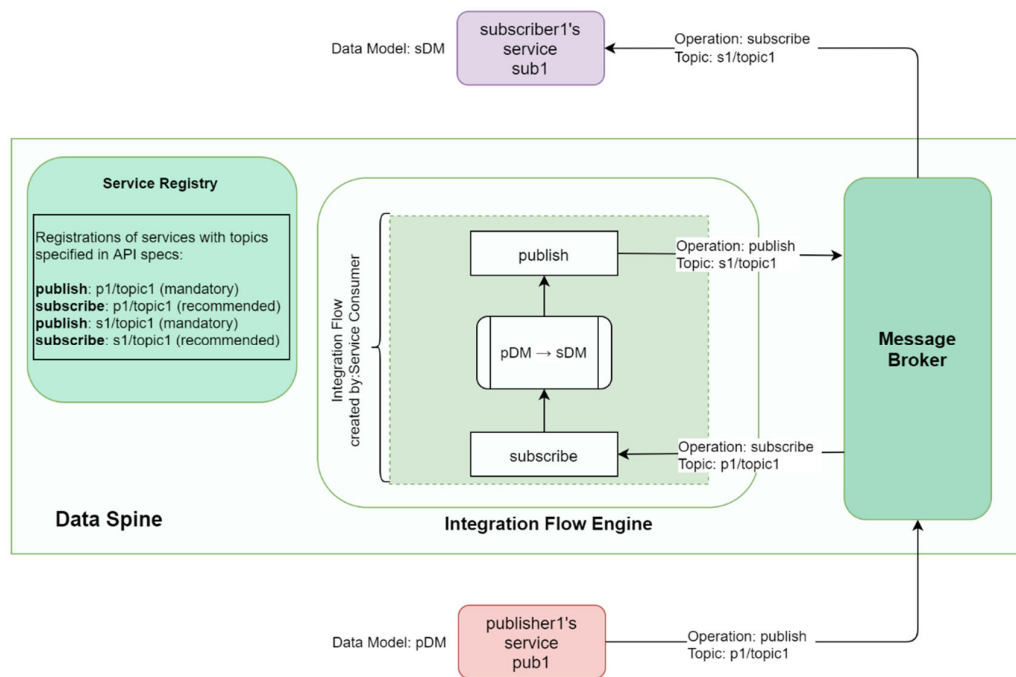 subscriber1's
service
sub1
Data Model: sDM
Operation: subscribe
Topic: s1/topic1
Service Registry
Registrations of services with topics
specified in API specs:
publish: p1/topic1 (mandatory)
subscribe: p1/topic1 (recommended)
publish: s1/topic1 (mandatory)
subscribe: s1/topic1 (recommended)
Integration Flow
created by:Service Consumer
publish
pDM → sDM
subscribe
Operation: publish
Topic: s1/topic1
Operation: subscribe
Topic: p1/topic1
Message
Broker
Data Spine
Integration Flow Engine
Data Model: pDM
publisher1's
service
pub1
Operation: publish
Topic: p1/topic1